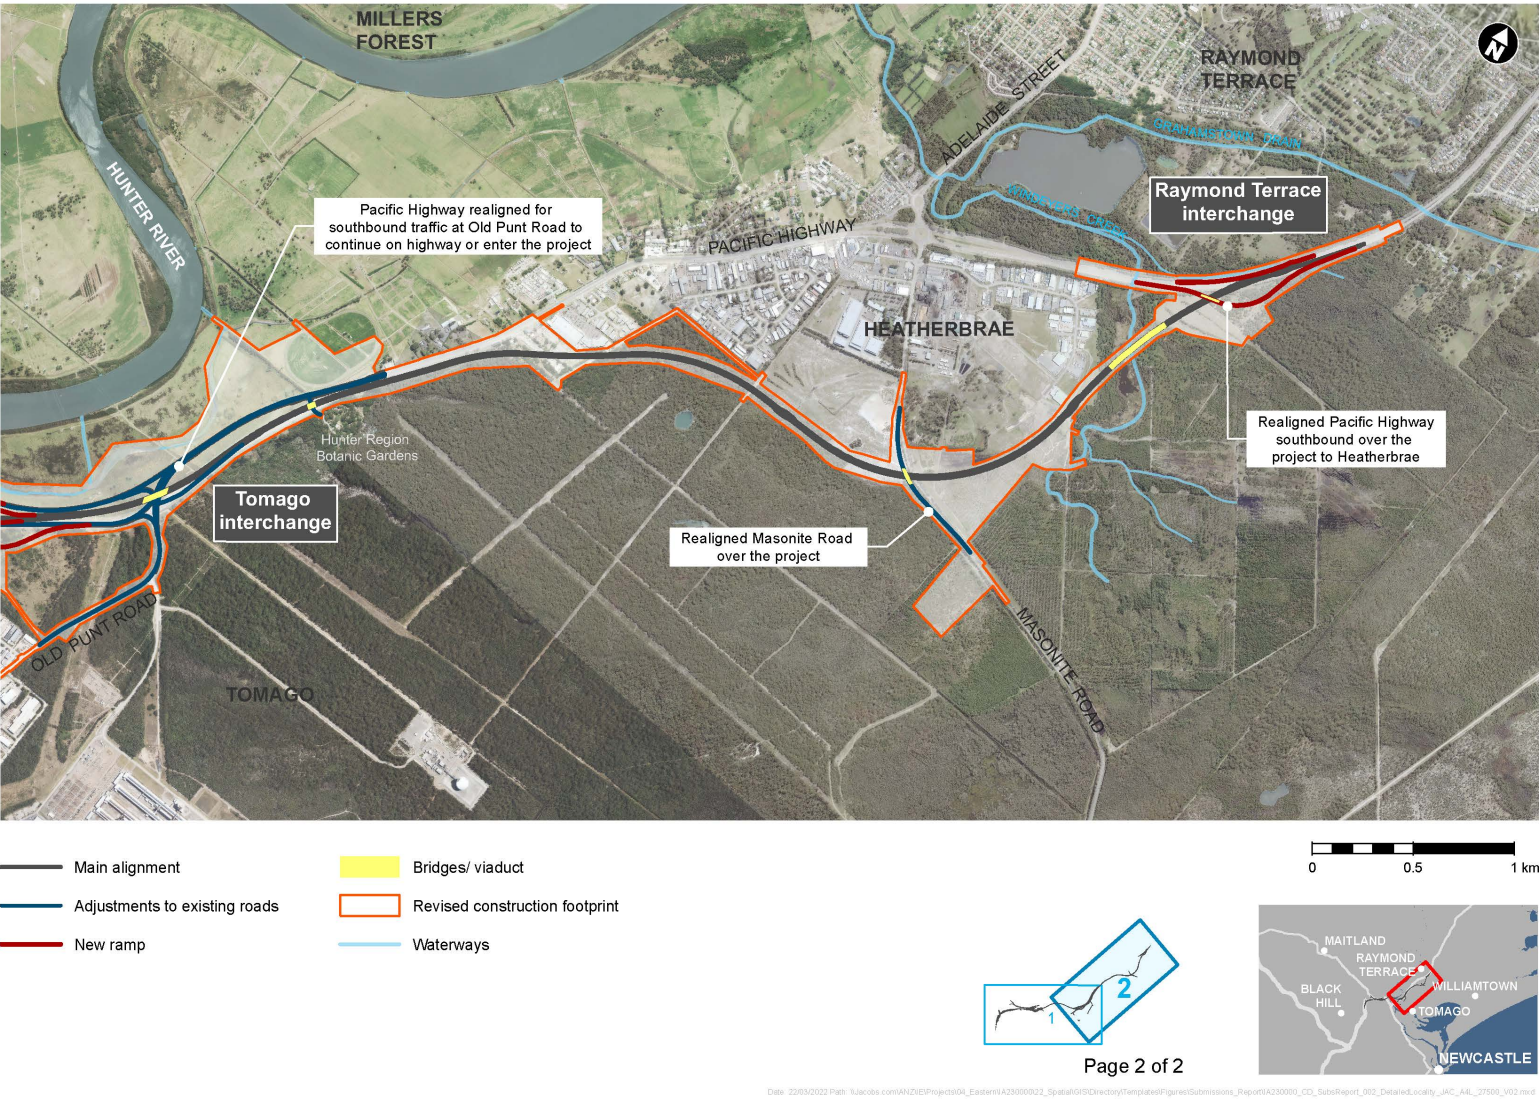 MILLERS
FOREST
RAYMOND
TERRACE
N
ADELAIDE STREET
GRAHAMSTOWN DRAIN
HUNTER RIVER
WINDEYERS CREEK
Raymond Terrace
interchange
Pacific Highway realigned for
southbound traffic at Old Punt Road to
continue on highway or enter the project
PACIFIC HIGHWAY
HEATHERBRAE
Hunter Region
Botanic Gardens
Realigned Pacific Highway
southbound over the
project to Heatherbrae
Tomago
interchange
Realigned Masonite Road
over the project
OLD PUNT ROAD
MASONITE ROAD
TOMAGO
Main alignment
Adjustments to existing roads
New ramp
Bridges/ viaduct
Revised construction footprint
Waterways
0 0.5 1 km
1
2
Page 2 of 2
MAITLAND
RAYMOND
TERRACE
BLACK
HILL
WILLIAMTOWN
TOMAGO
NEWCASTLE